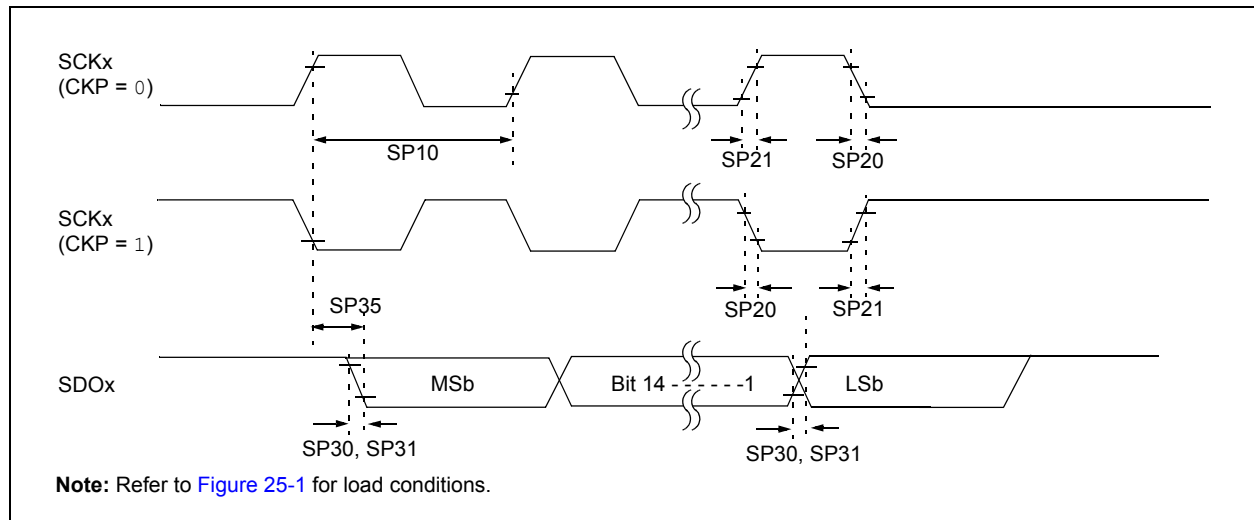 SCKx
(CKP = 0)
SP10
SP21
SP20
SCKx
(CKP = 1)
SP35
SP20
SP21
SDOx
MSb
Bit 14 - - - - - -1
LSb
SP30, SP31
SP30, SP31
Note: Refer to Figure 25-1 for load conditions.